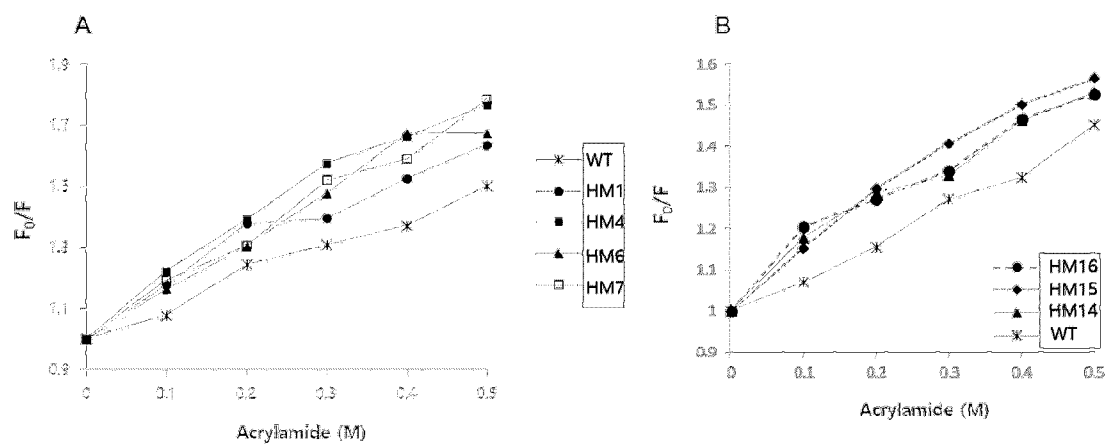 A
1.9
1.7
1.5
1.3
1.1
0.9
F0/F
0 0.1 0.2 0.3 0.4 0.5
Acrylamide (M)
WT
HM1
HM4
HM6
HM7
B
1.6
1.5
1.4
1.3
1.2
1.1
1
0.9
F0/F
0 0.1 0.2 0.3 0.4 0.5
Acrylamide (M)
HM16
HM15
HM14
WT